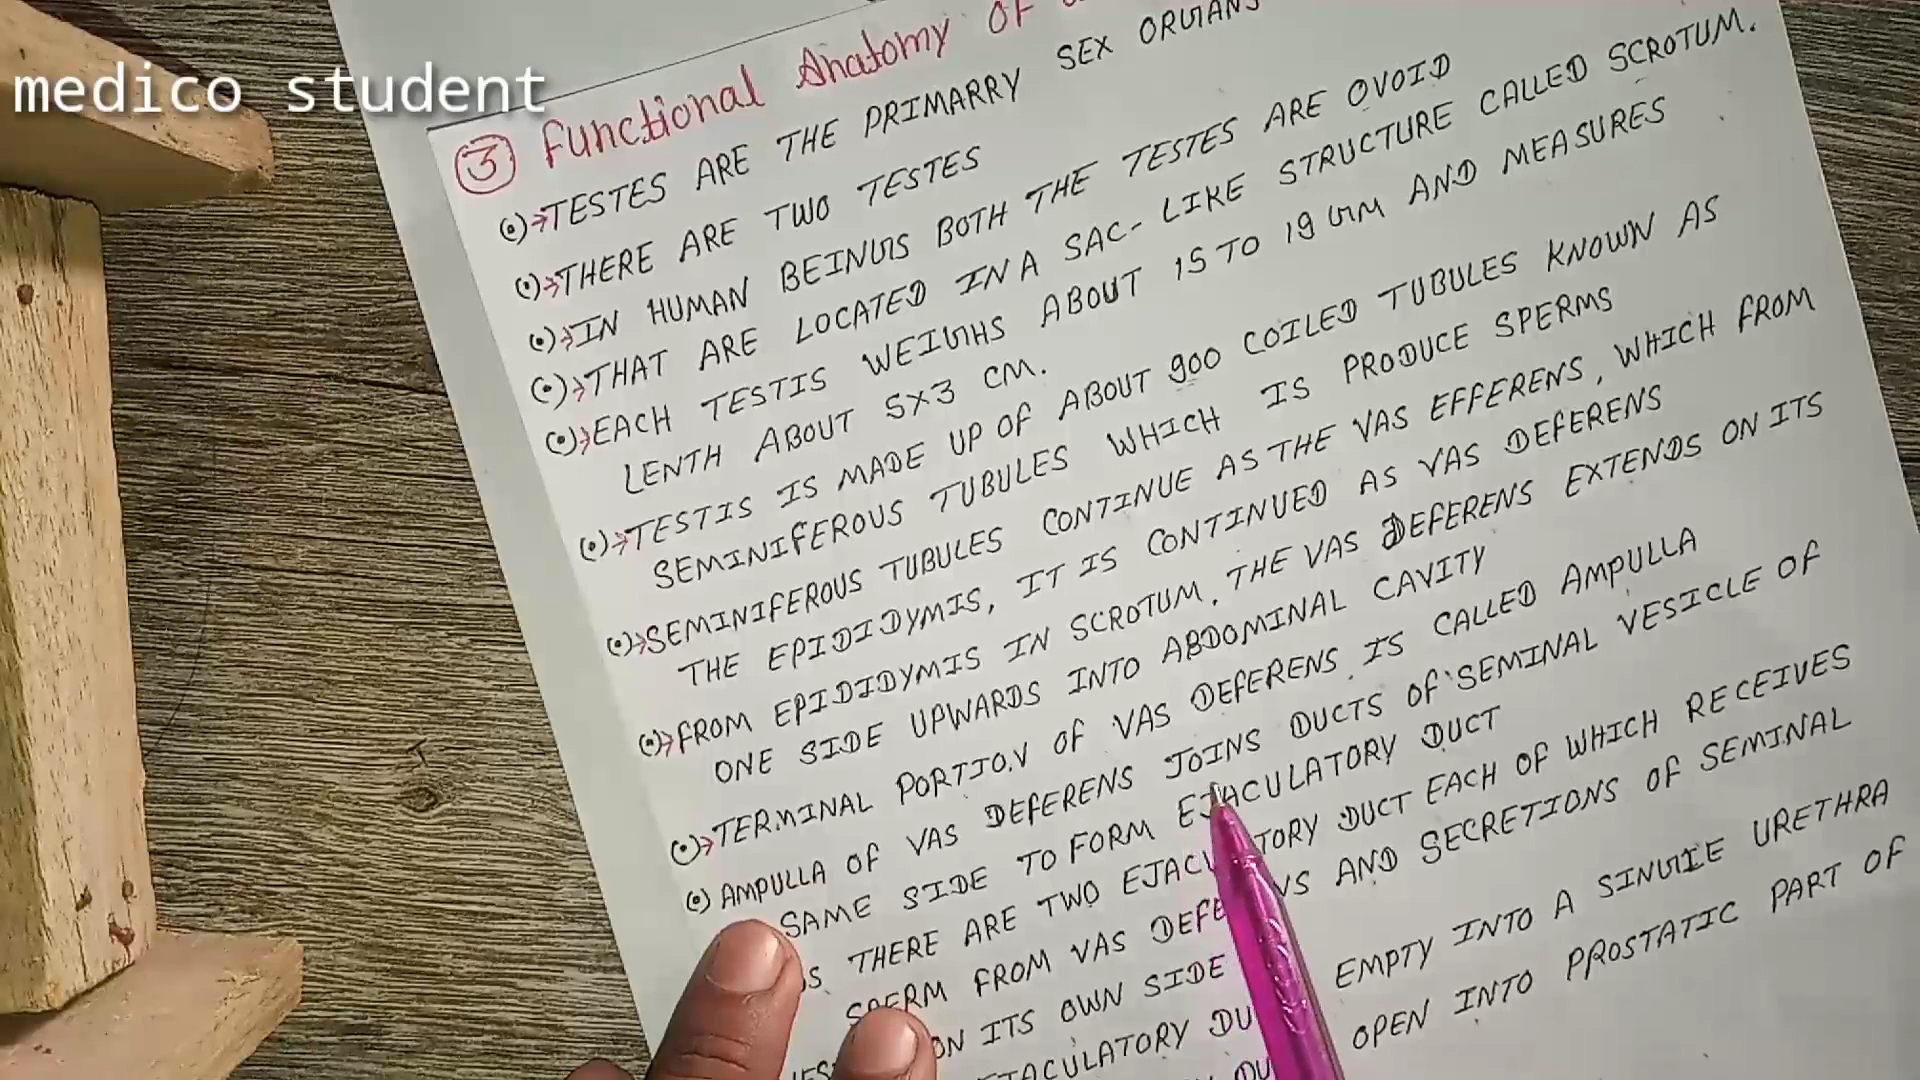 medico student
③ Functional Anatomy OF
(•)→TESTES ARE THE PRIMARRY SEX ORGANS
(•)→THERE ARE TWO TESTES
(•)→IN HUMAN BEINGS BOTH THE TESTES ARE OVOID
(•)→THAT ARE LOCATED IN A SAC-LIKE STRUCTURE CALLED SCROTUM.
(•)→EACH TESTIS WEIGHS ABOUT 15 TO 19 GM AND MEASURES
LENTH ABOUT 5X3 CM.
(•)→TESTIS IS MADE UP OF ABOUT 900 COILED TUBULES KNOWN AS
SEMINIFEROUS TUBULES WHICH IS PRODUCE SPERMS
(•)→SEMINIFEROUS TUBULES CONTINUE AS THE VAS EFFERENS, WHICH FROM
THE EPIDIDYMIS, IT IS CONTINUED AS VAS DEFERENS
(•)→FROM EPIDIDYMIS IN SCROTUM. THE VAS DEFERENS EXTENDS ON ITS
ONE SIDE UPWARDS INTO ABDOMINAL CAVITY
(•)→TERMINAL PORTION OF VAS DEFERENS IS CALLED AMPULLA
(•) AMPULLA OF VAS DEFERENS JOINS DUCTS OF SEMINAL VESICLE OF
SAME SIDE TO FORM EJACULATORY DUCT
THERE ARE TWO EJACULATORY DUCT EACH OF WHICH RECEIVES
SPERM FROM VAS DEFERENS AND SECRETIONS OF SEMINAL
ON ITS OWN SIDE
EJACULATORY EMPTY INTO A SINGLE URETHRA
OPEN INTO PROSTATIC PART OF